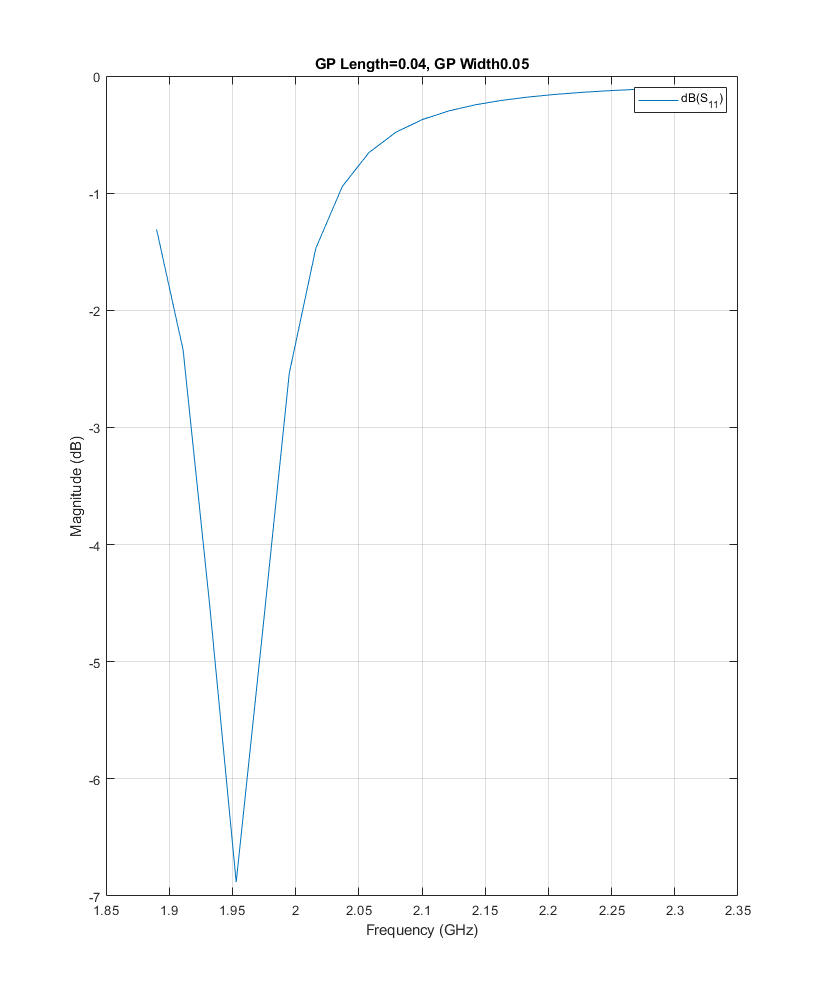 GP Length=0.04, GP Width0.05
dB(S11)
0
-1
-2
-3
-4
-5
-6
-7
Magnitude (dB)
1.85 1.9 1.95 2 2.05 2.1 2.15 2.2 2.25 2.3 2.35
Frequency (GHz)